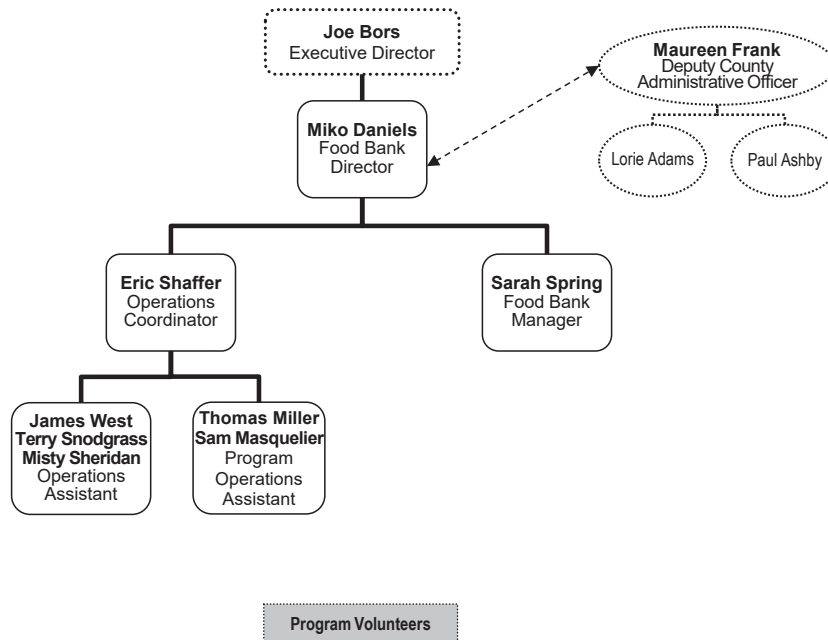 Joe Bors
Executive Director
Maureen Frank
Deputy County
Administrative Officer
Miko Daniels
Food Bank
Director
Lorie Adams
Paul Ashby
Eric Shaffer
Operations
Coordinator
Sarah Spring
Food Bank
Manager
James West
Terry Snodgrass
Misty Sheridan
Operations
Assistant
Thomas Miller
Sam Masquelier
Program
Operations
Assistant
Program Volunteers